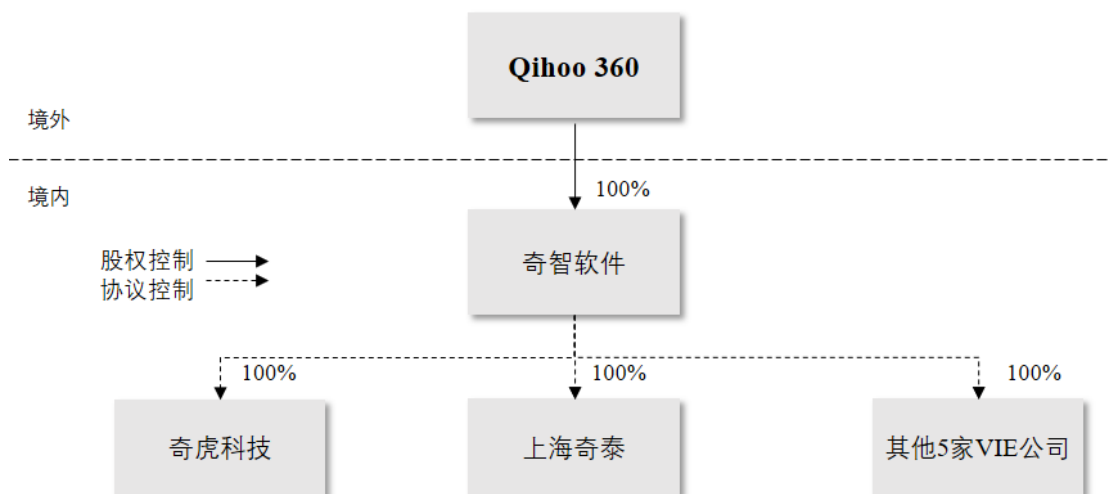 Qihoo 360
境外
境内
100%
奇智软件
股权控制
协议控制
100%
100%
100%
奇虎科技
上海奇泰
其他5家VIE公司